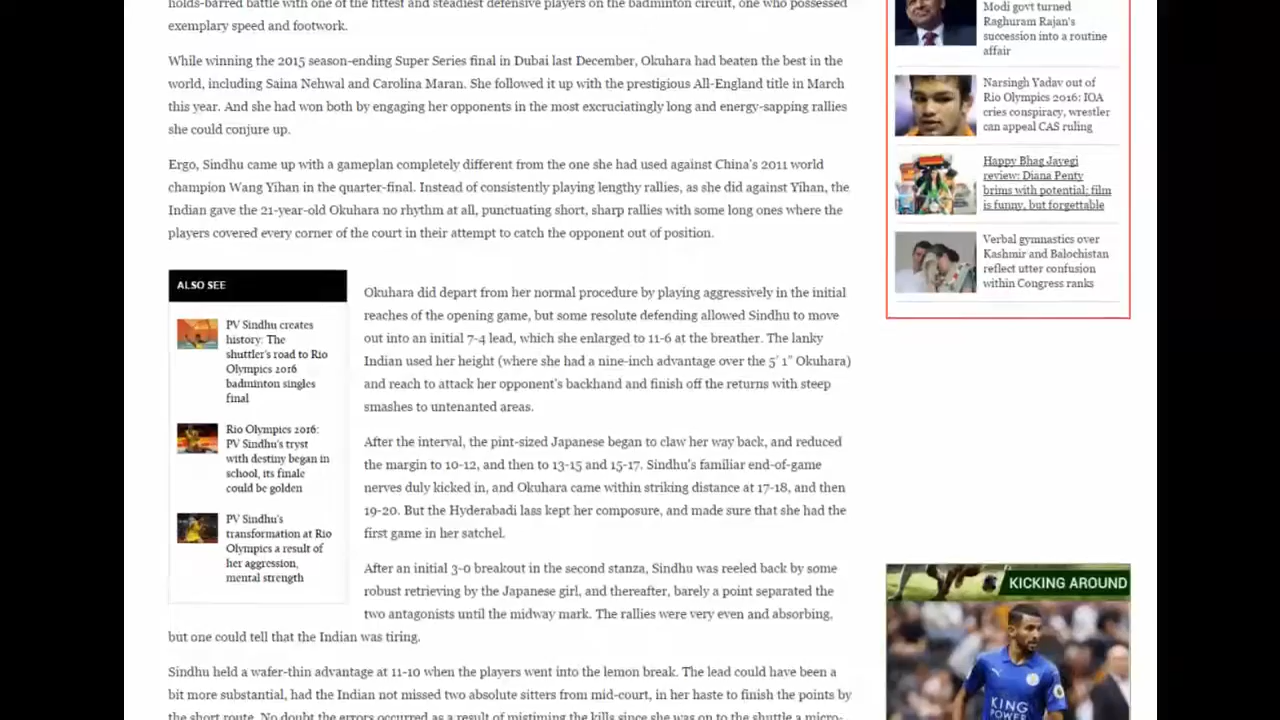 holds-barred battle with one of the fittest and steadiest defensive players on the badminton circuit, one who possessed
exemplary speed and footwork.
While winning the 2015 season-ending Super Series final in Dubai last December, Okuhara had beaten the best in the
world, including Saina Nehwal and Carolina Maran. She followed it up with the prestigious All-England title in March
this year. And she had won both by engaging her opponents in the most excruciatingly long and energy-sapping rallies
she could conjure up.
Ergo, Sindhu came up with a gameplan completely different from the one she had used against China's 2011 world
champion Wang Yihan in the quarter-final. Instead of consistently playing lengthy rallies, as she did against Yihan, the
Indian gave the 21-year-old Okuhara no rhythm at all, punctuating short, sharp rallies with some long ones where the
players covered every corner of the court in their attempt to catch the opponent out of position.
ALSO SEE
PV Sindhu creates
history: The
shuttler's road to Rio
Olympics 2016
badminton singles
final
Rio Olympics 2016:
PV Sindhu's tryst
with destiny began in
school, its finale
could be golden
PV Sindhu's
transformation at Rio
Olympics a result of
her aggression,
mental strength
Okuhara did depart from her normal procedure by playing aggressively in the initial
reaches of the opening game, but some resolute defending allowed Sindhu to move
out into an initial 7-4 lead, which she enlarged to 11-6 at the breather. The lanky
Indian used her height (where she had a nine-inch advantage over the 5' 1" Okuhara)
and reach to attack her opponent's backhand and finish off the returns with steep
smashes to untenanted areas.
After the interval, the pint-sized Japanese began to claw her way back, and reduced
the margin to 10-12, and then to 13-15 and 15-17. Sindhu's familiar end-of-game
nerves duly kicked in, and Okuhara came within striking distance at 17-18, and then
19-20. But the Hyderabadi lass kept her composure, and made sure that she had the
first game in her satchel.
After an initial 3-0 breakout in the second stanza, Sindhu was reeled back by some
robust retrieving by the Japanese girl, and thereafter, barely a point separated the
two antagonists until the midway mark. The rallies were very even and absorbing,
but one could tell that the Indian was tiring.
Sindhu held a wafer-thin advantage at 11-10 when the players went into the lemon break. The lead could have been a
bit more substantial, had the Indian not missed two absolute sitters from mid-court, in her haste to finish the points by
the short route. No doubt the errors occurred as a result of mistiming the kills since she was on to the shuttle a micro-
Modi govt turned
Raghuram Rajan's
succession into a routine
affair
Narsingh Yadav out of
Rio Olympics 2016: IOA
cries conspiracy, wrestler
can appeal CAS ruling
Happy Bhag Jayegi
review: Diana Penty
brims with potential; film
is funny, but forgettable
Verbal gymnastics over
Kashmir and Balochistan
reflect utter confusion
within Congress ranks
KICKING AROUND
KING
POWER